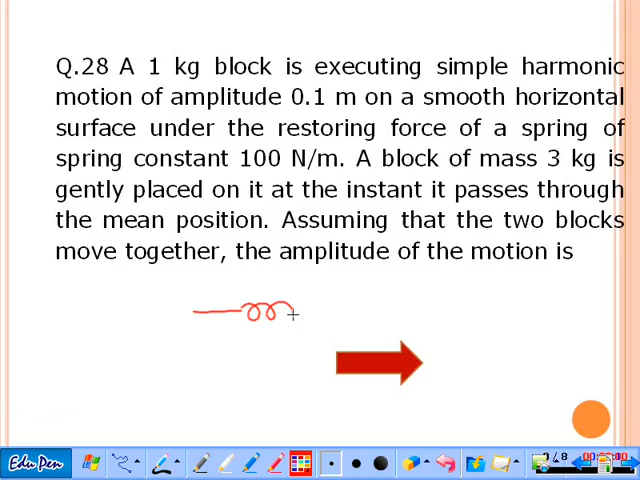 Q.28 A 1 kg block is executing simple harmonic
motion of amplitude 0.1 m on a smooth horizontal
surface under the restoring force of a spring of
spring constant 100 N/m. A block of mass 3 kg is
gently placed on it at the instant it passes through
the mean position. Assuming that the two blocks
move together, the amplitude of the motion is
Edu Pen
/ 8